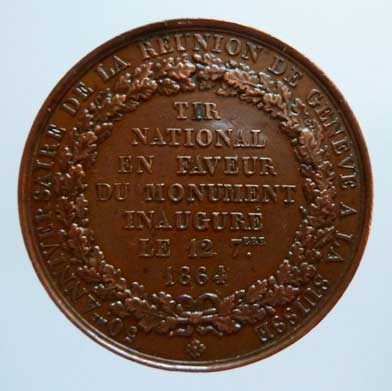 50E. ANNIVERSAIRE DE LA REUNION DE GENEVE A LA SUISSE
TIR
NATIONAL
EN FAVEUR
DU MONUMENT
INAUGURÉ
LE 12 7BRE.
1864